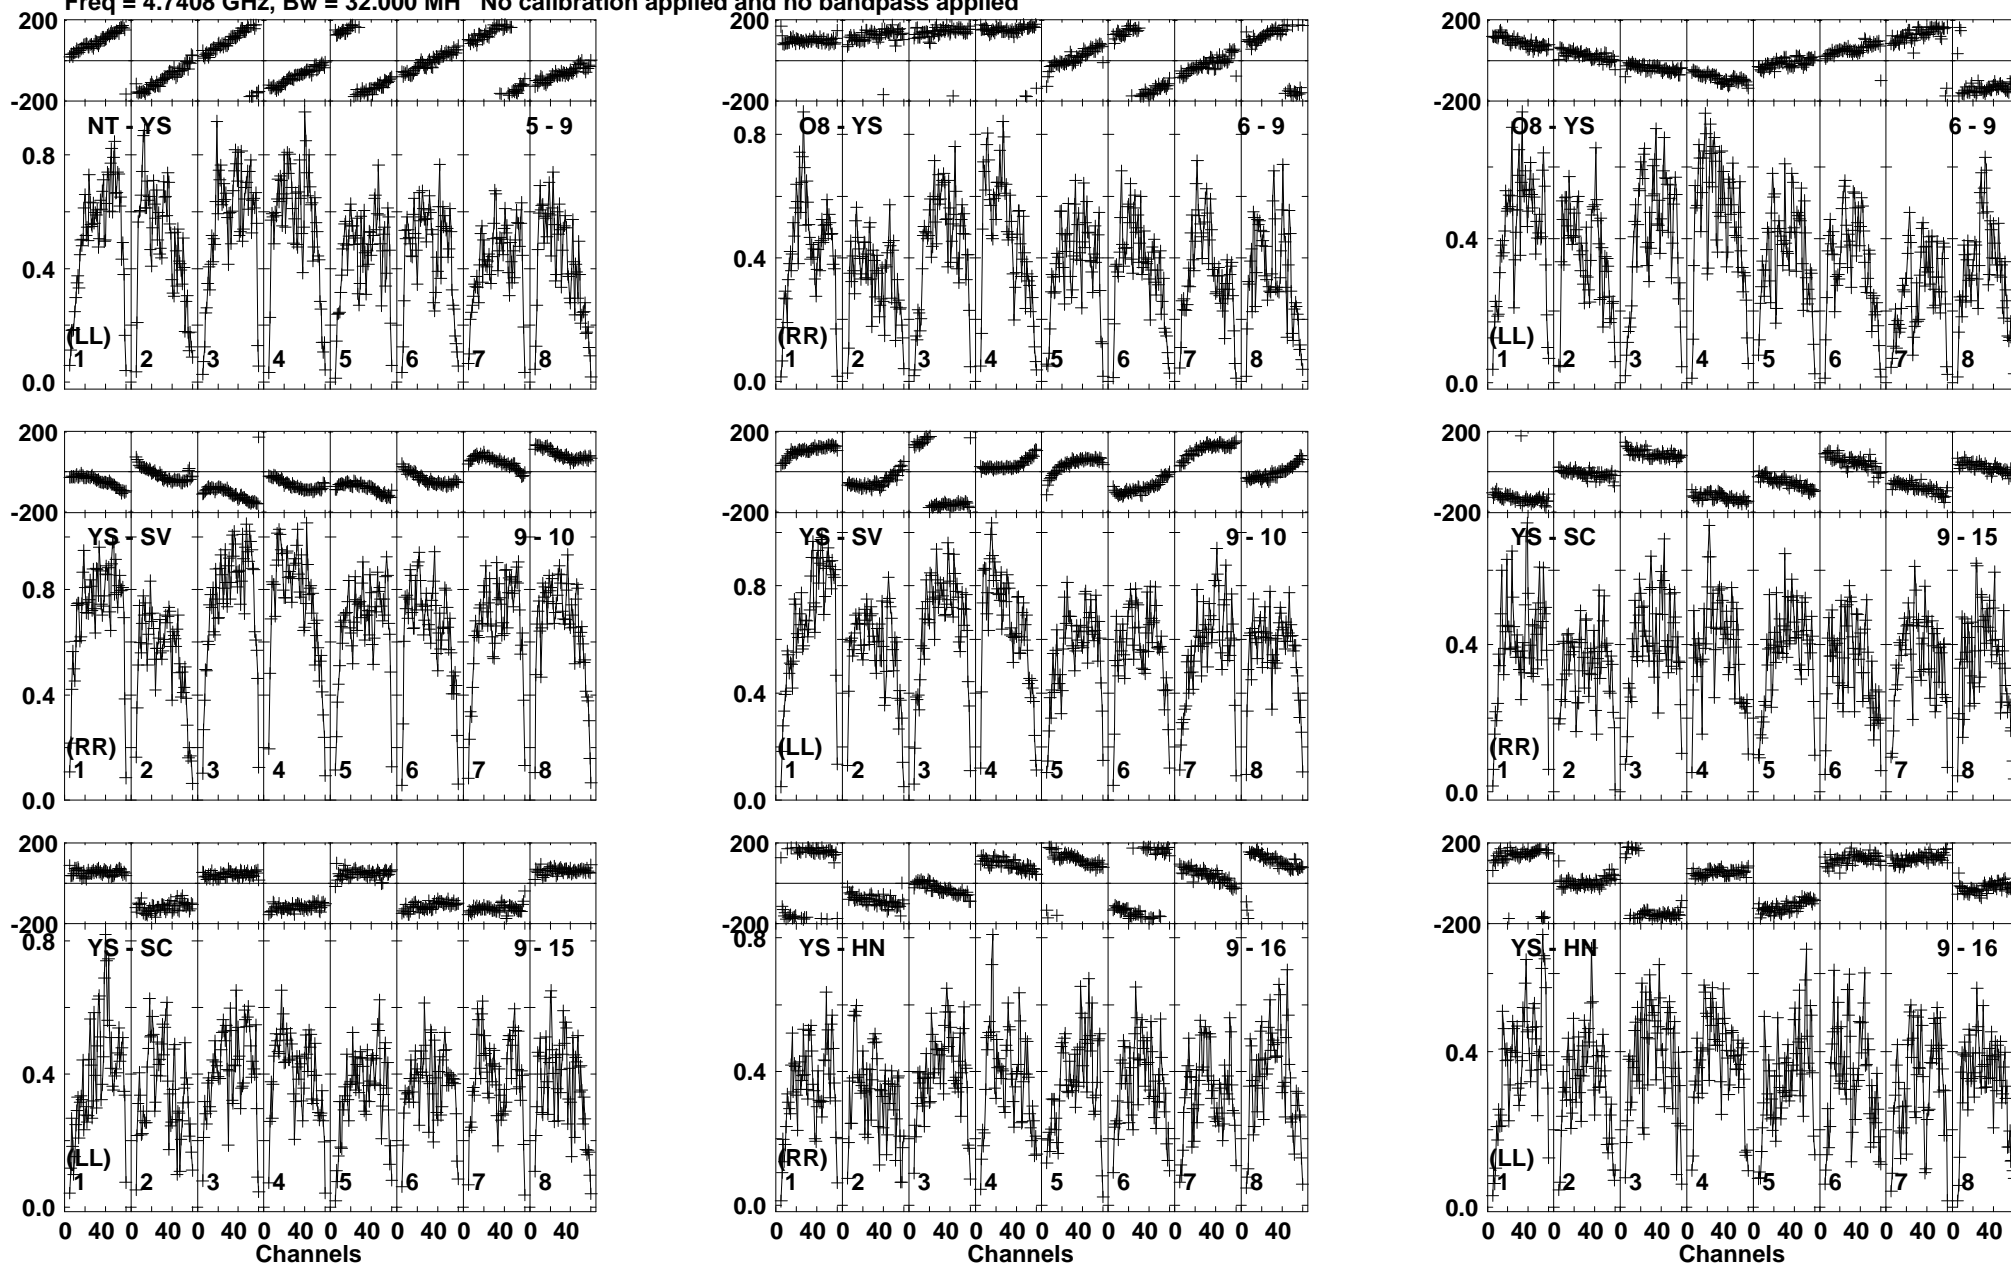 Freq = 4.7408 GHz, Bw = 32.000 MH No calibration applied and no bandpass applied
200 200 200
-200 -200 -200
NT - YS 5 - 9 O8 - YS 6 - 9 O8 - YS 6 - 9
0.8 0.8
0.4 0.4 0.4
(LL) (RR) (LL)
1 2 3 4 5 6 7 8 1 2 3 4 5 6 7 8 1 2 3 4 5 6 7 8
0.0 0.0 0.0
200 200 200
-200 -200 -200
YS - SV 9 - 10 YS - SV 9 - 10 YS - SC 9 - 15
0.8 0.8
0.4 0.4 0.4
(RR) (LL) (RR)
1 2 3 4 5 6 7 8 1 2 3 4 5 6 7 8 1 2 3 4 5 6 7 8
0.0 0.0 0.0
200 200 200
-200 -200 -200
0.8 0.8
YS - SC 9 - 15 YS - HN 9 - 16 YS - HN 9 - 16
0.4 0.4 0.4
(LL) (RR) (LL)
1 2 3 4 5 6 7 8 1 2 3 4 5 6 7 8 1 2 3 4 5 6 7 8
0.0 0.0 0.0
0 40 0 40 0 40 0 40 0 40 0 40 0 40 0 40 0 40 0 40 0 40 0 40 0 40 0 40 0 40 0 40 0 40 0 40 0 40 0 40 0 40 0 40 0 40 0 40
Channels Channels Channels